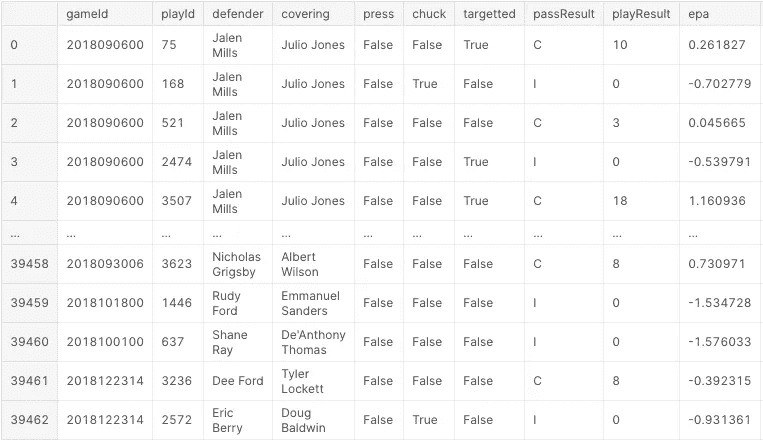 gameId playId defender covering press chuck targetted passResult playResult epa
0 2018090600 75 Jalen Mills Julio Jones False False True C 10 0.261827
1 2018090600 168 Jalen Mills Julio Jones False True False I 0 -0.702779
2 2018090600 521 Jalen Mills Julio Jones False False False C 3 0.045665
3 2018090600 2474 Jalen Mills Julio Jones False False True I 0 -0.539791
4 2018090600 3507 Jalen Mills Julio Jones False False True C 18 1.160936
... ... ... ... ... ... ... ... ... ... ...
39458 2018093006 3623 Nicholas Grigsby Albert Wilson False False False C 8 0.730971
39459 2018101800 1446 Rudy Ford Emmanuel Sanders False False False I 0 -1.534728
39460 2018100100 637 Shane Ray De'Anthony Thomas False False False I 0 -1.576033
39461 2018122314 3236 Dee Ford Tyler Lockett False False False C 8 -0.392315
39462 2018122314 2572 Eric Berry Doug Baldwin False True False I 0 -0.931361